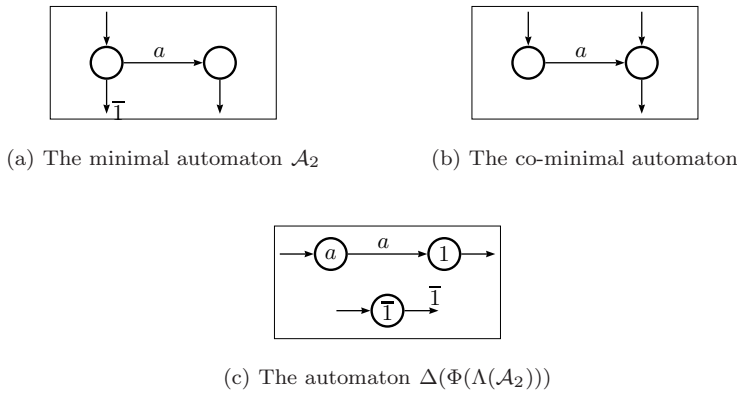 a
a
1̅
(a) The minimal automaton 𝒜₂
(b) The co-minimal automaton
a a 1
1̅ 1̅
(c) The automaton Δ(Φ(Λ(𝒜₂)))